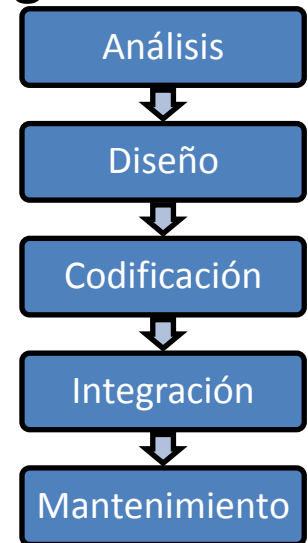 Análisis
Diseño
Codificación
Integración
Mantenimiento